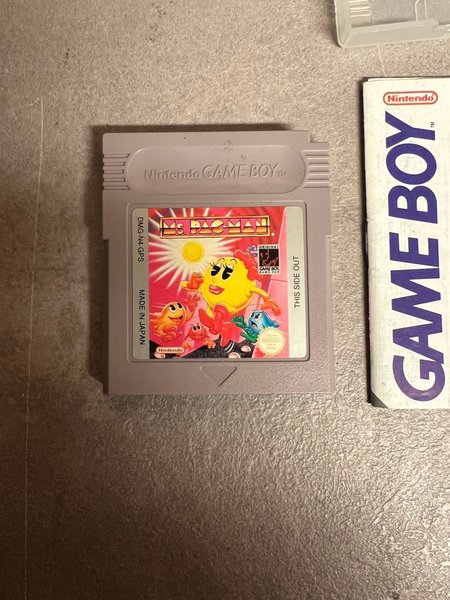 Nintendo GAME BOY TM
DMG-N4-GPS
MADE IN JAPAN
Ms. PAC-MAN
ORIGINAL
Nintendo
GAME BOY
THIS SIDE OUT
Nintendo
GAME BOY TM